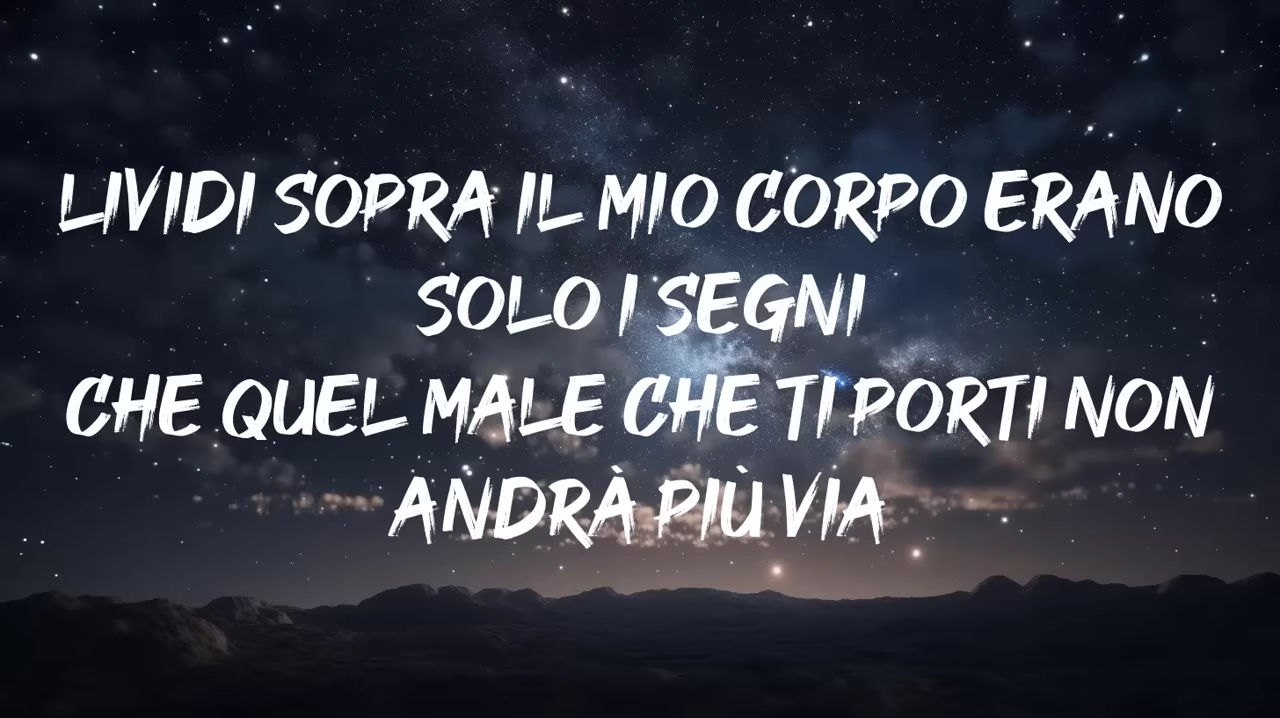 LIVIDI SOPRA IL MIO CORPO ERANO
SOLO I SEGNI
CHE QUEL MALE CHE TI PORTI NON
ANDRÀ PIÙ VIA